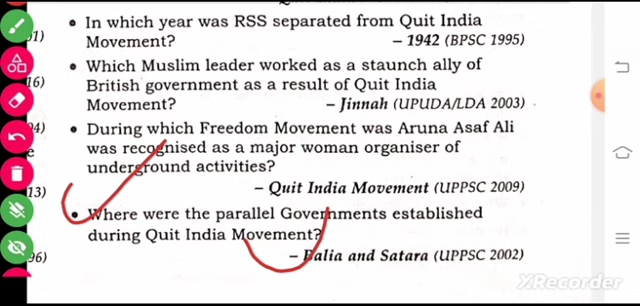 • In which year was RSS separated from Quit India
Movement? – 1942 (BPSC 1995)
• Which Muslim leader worked as a staunch ally of
British government as a result of Quit India
Movement? – Jinnah (UPUDA/LDA 2003)
• During which Freedom Movement was Aruna Asaf Ali
was recognised as a major woman organiser of
underground activities?
– Quit India Movement (UPPSC 2009)
• Where were the parallel Governments established
during Quit India Movement?
– Balia and Satara (UPPSC 2002)
16)
13)
96)
XRecorder